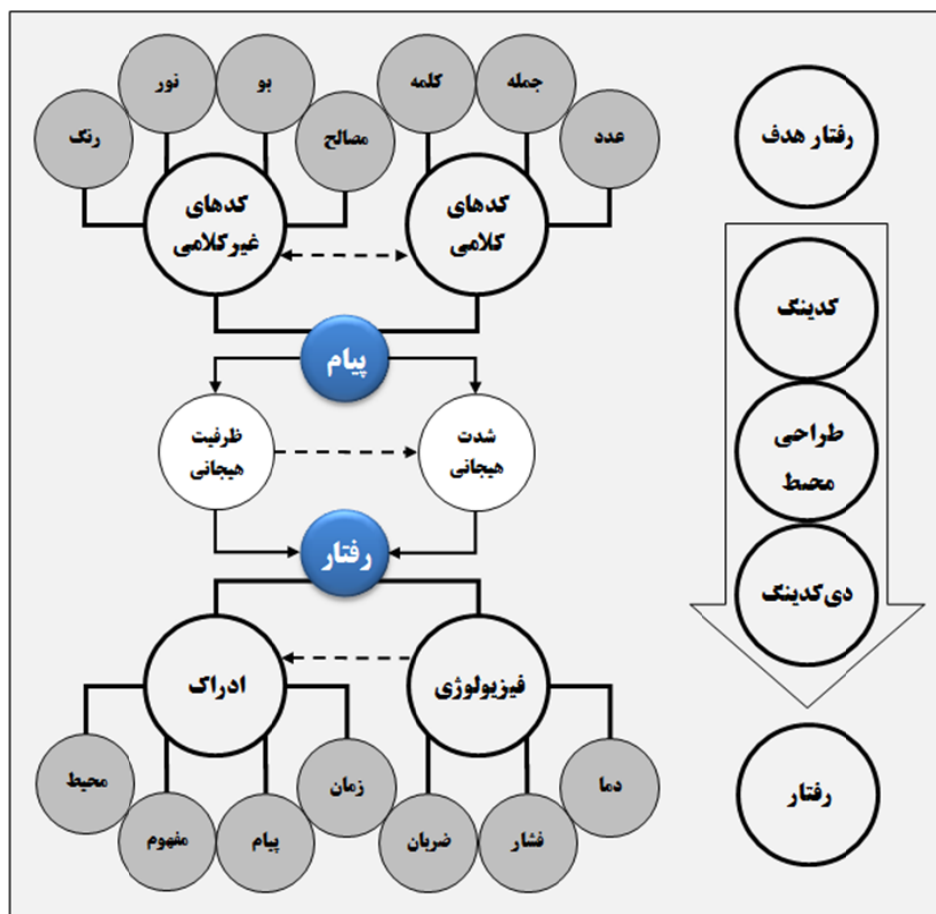 رفتار هدف
کدینگ
طراحی
محیط
دی‌کدینگ
رفتار
عدد
جمله
کلمه
مصالح
بو
نور
رنگ
کدهای
کلامی
کدهای
غیرکلامی
پیام
شدت
هیجانی
ظرفیت
هیجانی
رفتار
فیزیولوژی
ادراک
دما
فشار
ضربان
زمان
پیام
مفهوم
محیط